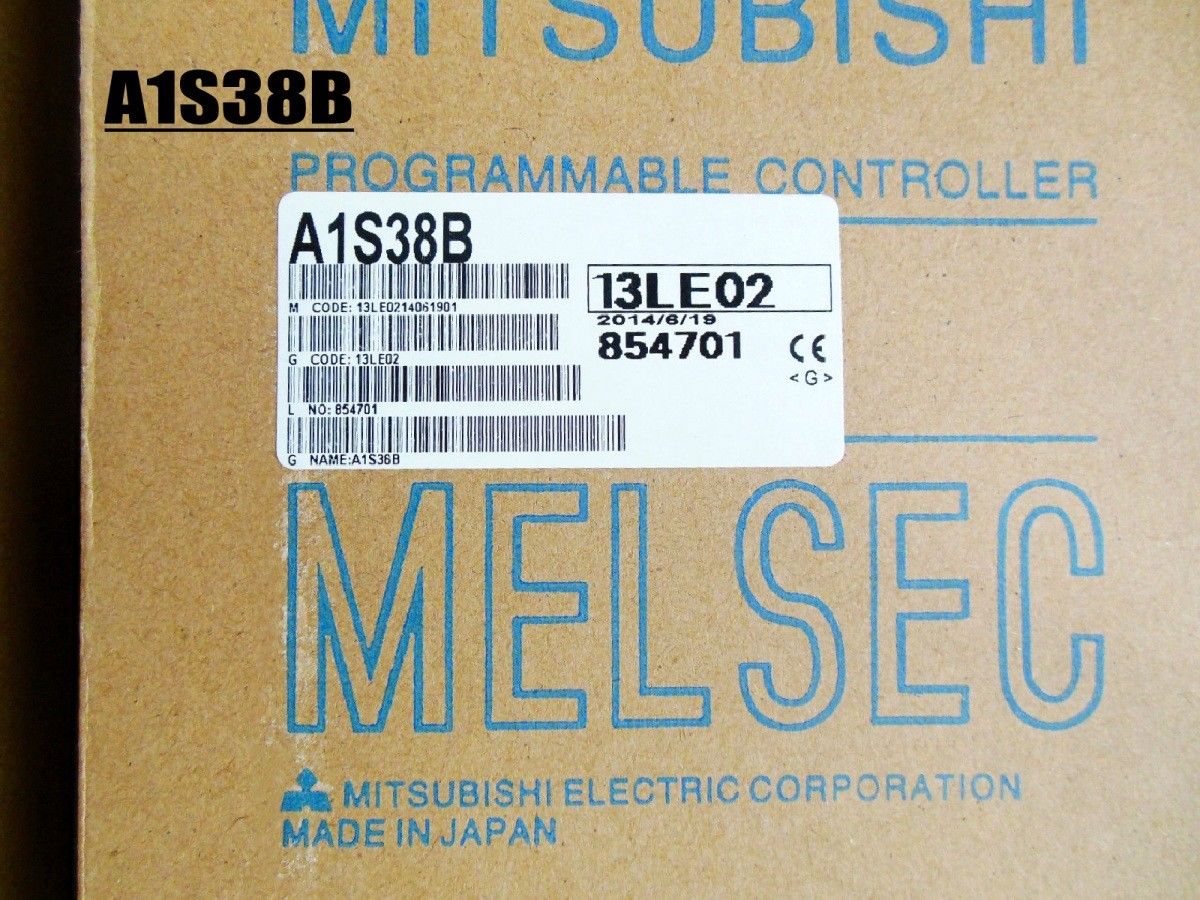 MITSUBISHI
A1S38B
PROGRAMMABLE CONTROLLER
A1S38B
M CODE: 13LE0214061901
G CODE: 13LE02
L NO: 854701
G NAME:A1S38B
13LE02
2014/6/19
854701
CE
<G>
MELSEC
MITSUBISHI ELECTRIC CORPORATION
MADE IN JAPAN